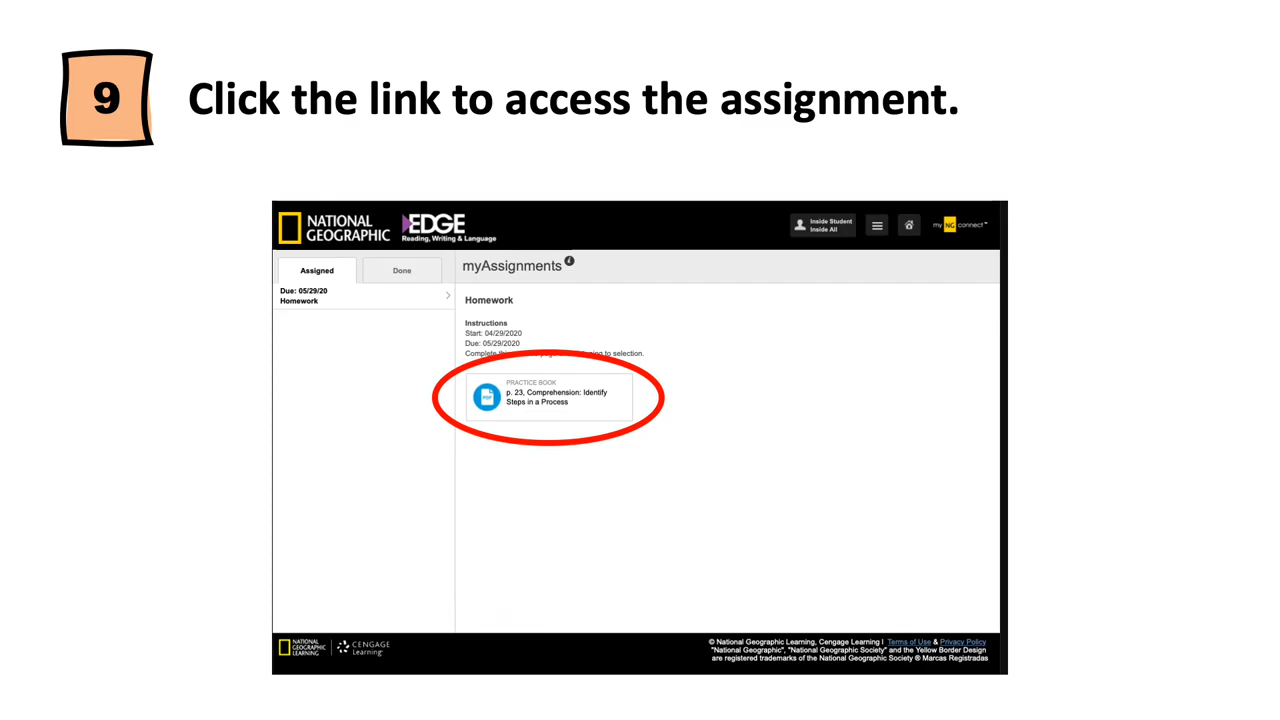 9
Click the link to access the assignment.
NATIONAL
GEOGRAPHIC
EDGE
Reading, Writing & Language
Inside Student
Inside All
my NG connect
Assigned
Done
myAssignments
Due: 05/29/20
Homework
Homework
Instructions
Start: 04/29/2020
Due: 05/29/2020
Complete to selection.
PRACTICE BOOK
PDF
p. 23, Comprehension: Identify
Steps in a Process
NATIONAL
GEOGRAPHIC
LEARNING
CENGAGE
Learning
© National Geographic Learning, Cengage Learning I Terms of Use & Privacy Policy
"National Geographic", "National Geographic Society" and the Yellow Border Design
are registered trademarks of the National Geographic Society ® Marcas Registradas